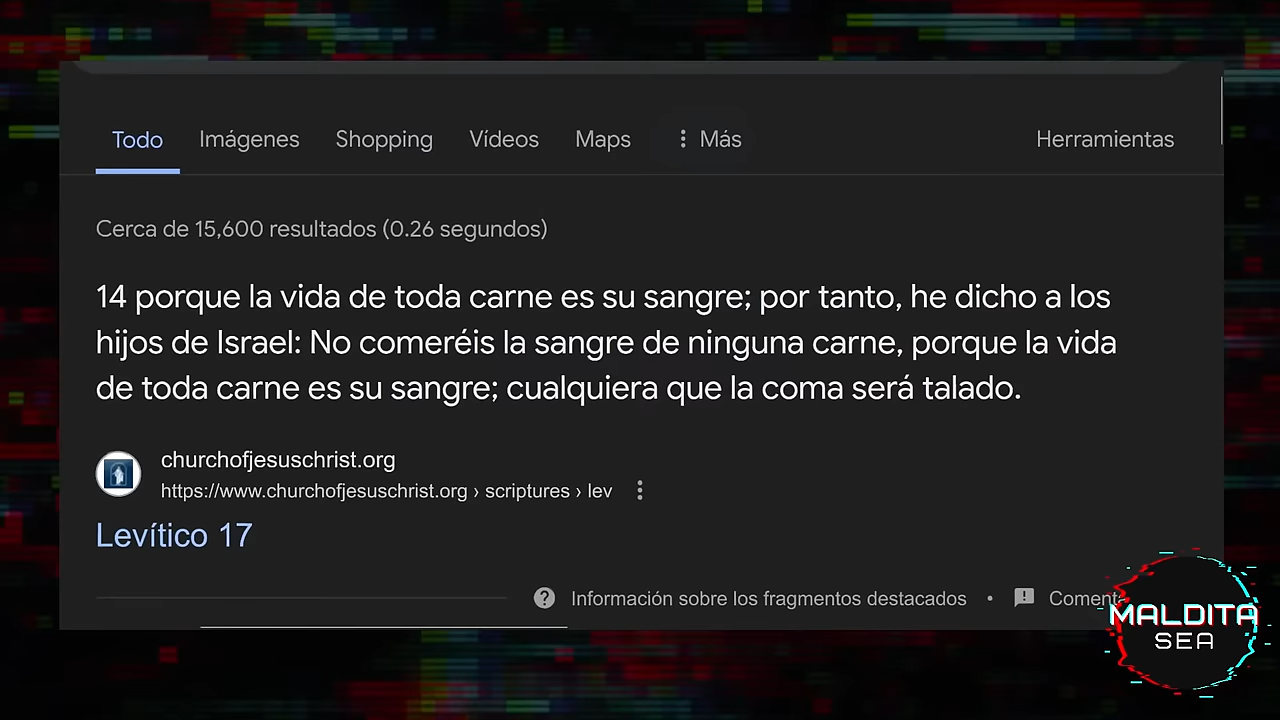 Todo Imágenes Shopping Vídeos Maps Más Herramientas
Cerca de 15,600 resultados (0.26 segundos)
14 porque la vida de toda carne es su sangre; por tanto, he dicho a los
hijos de Israel: No comeréis la sangre de ninguna carne, porque la vida
de toda carne es su sangre; cualquiera que la coma será talado.
churchofjesuschrist.org
https://www.churchofjesuschrist.org › scriptures › lev
Levítico 17
Información sobre los fragmentos destacados • Coment
MALDITA
SEA